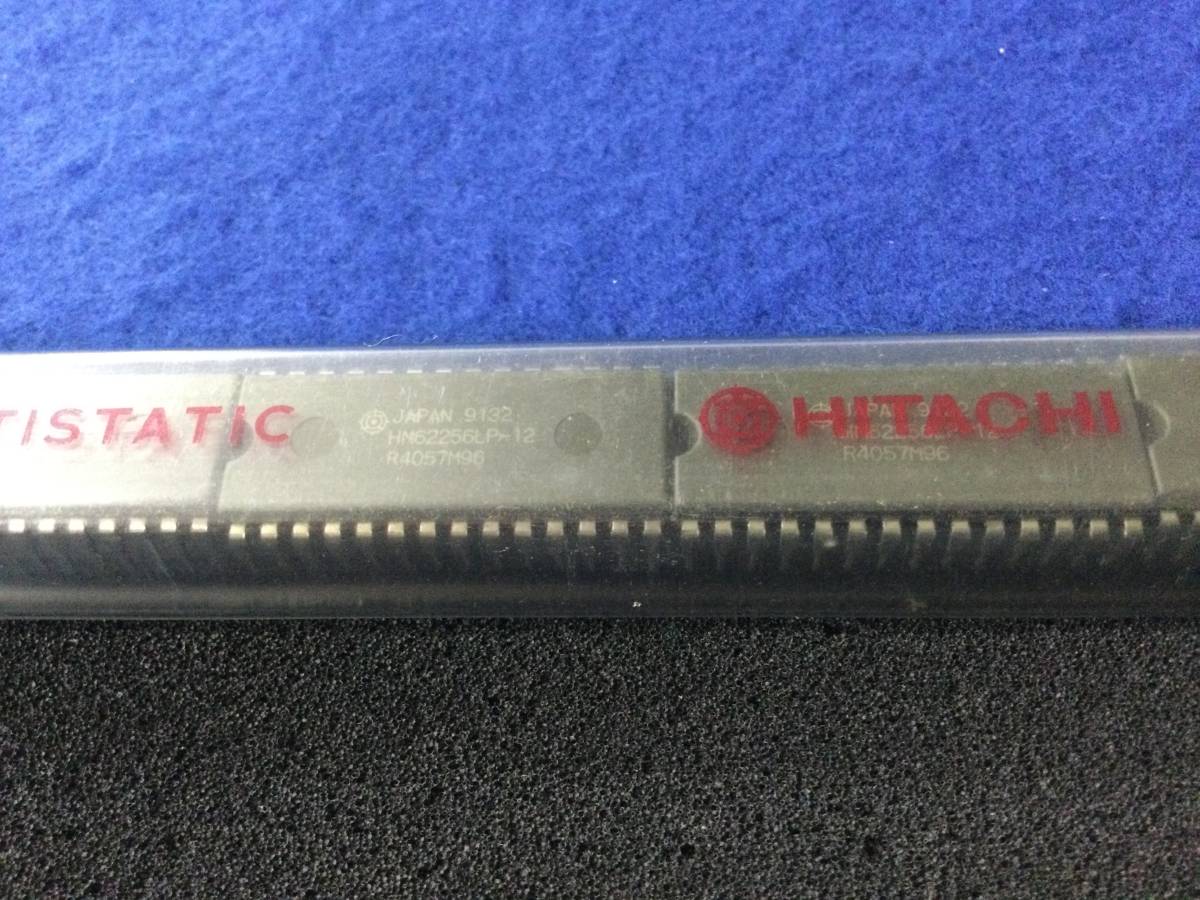 TISTATIC
JAPAN 9132
HM62256LP-12
R4057M96
HITACHI
R4057M96